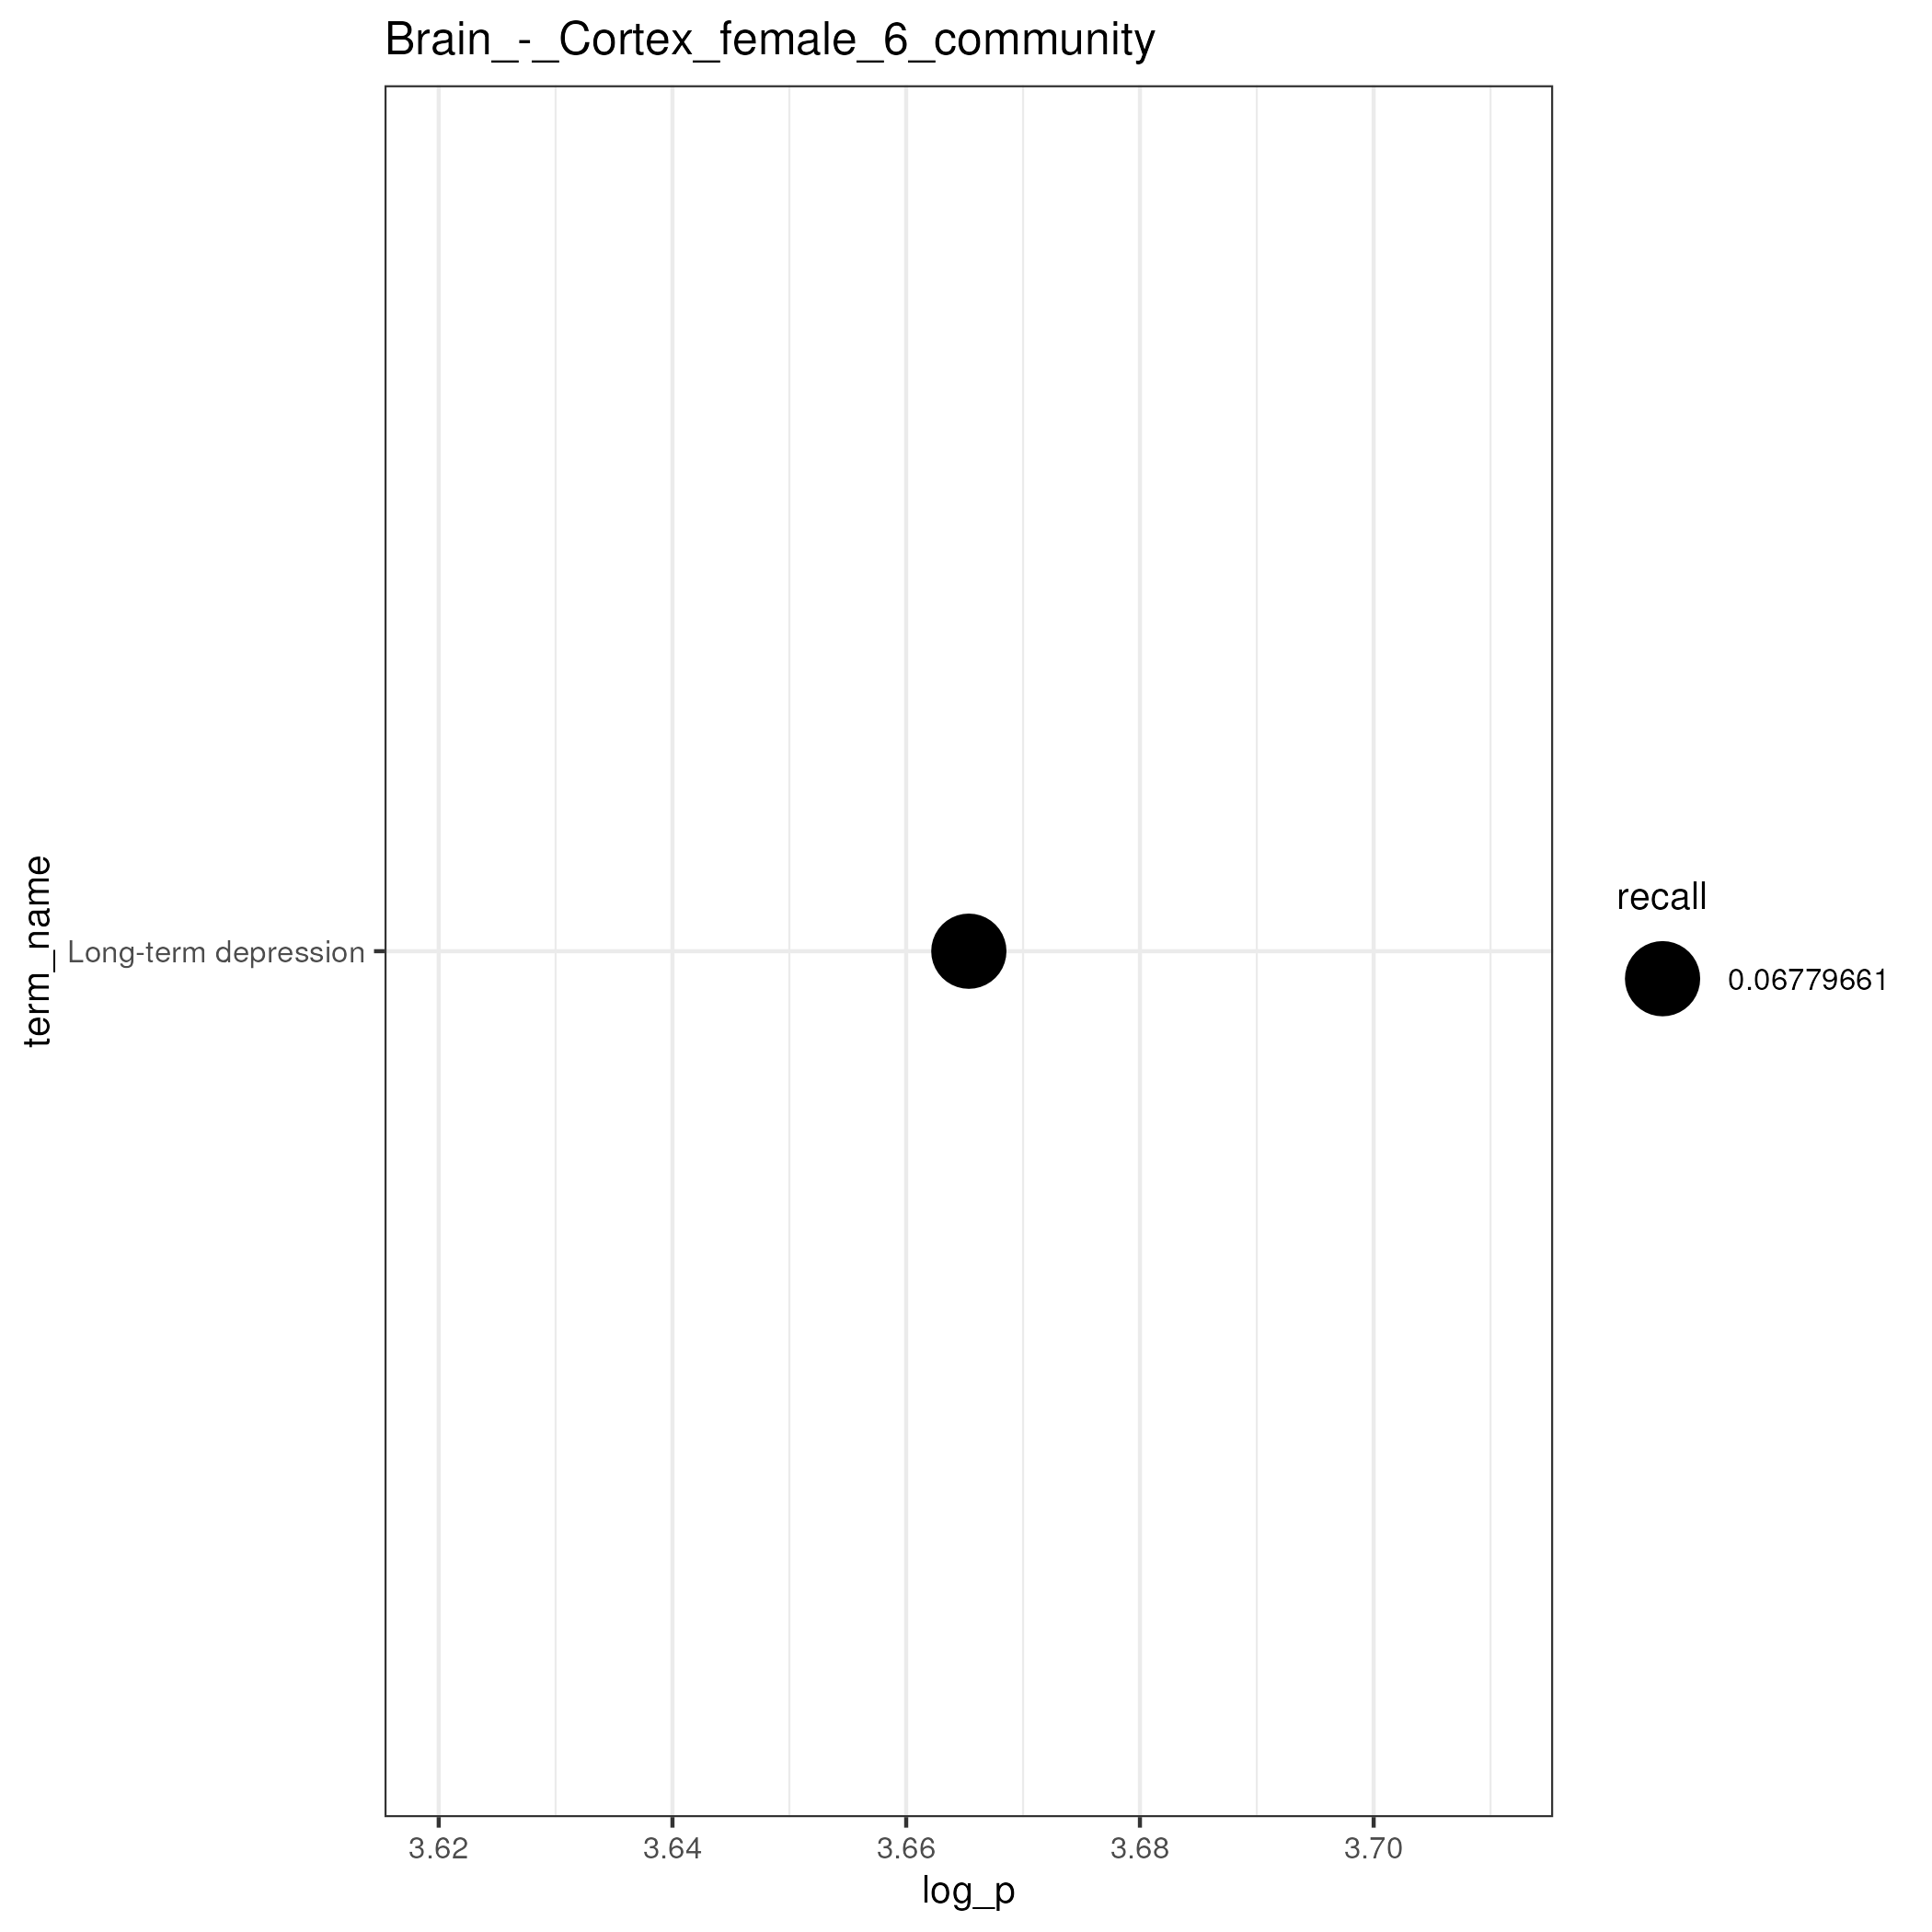 Brain_-_Cortex_female_6_community
term_name
Long-term depression
recall
0.06779661
3.62 3.64 3.66 3.68 3.70
log_p